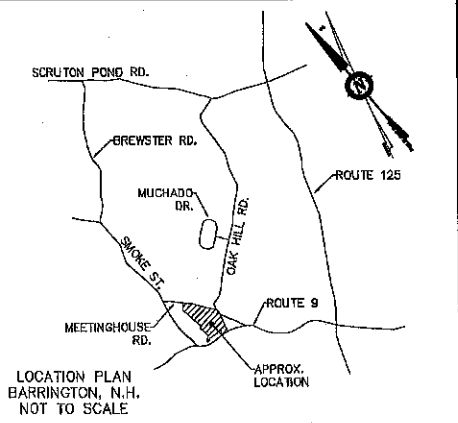 SCRUTON POND RD.
BREWSTER RD.
ROUTE 125
MUCHADO
DR.
OAK HILL RD.
SMOKE ST.
ROUTE 9
MEETINGHOUSE
RD.
APPROX.
LOCATION
LOCATION PLAN
BARRINGTON, N.H.
NOT TO SCALE
N